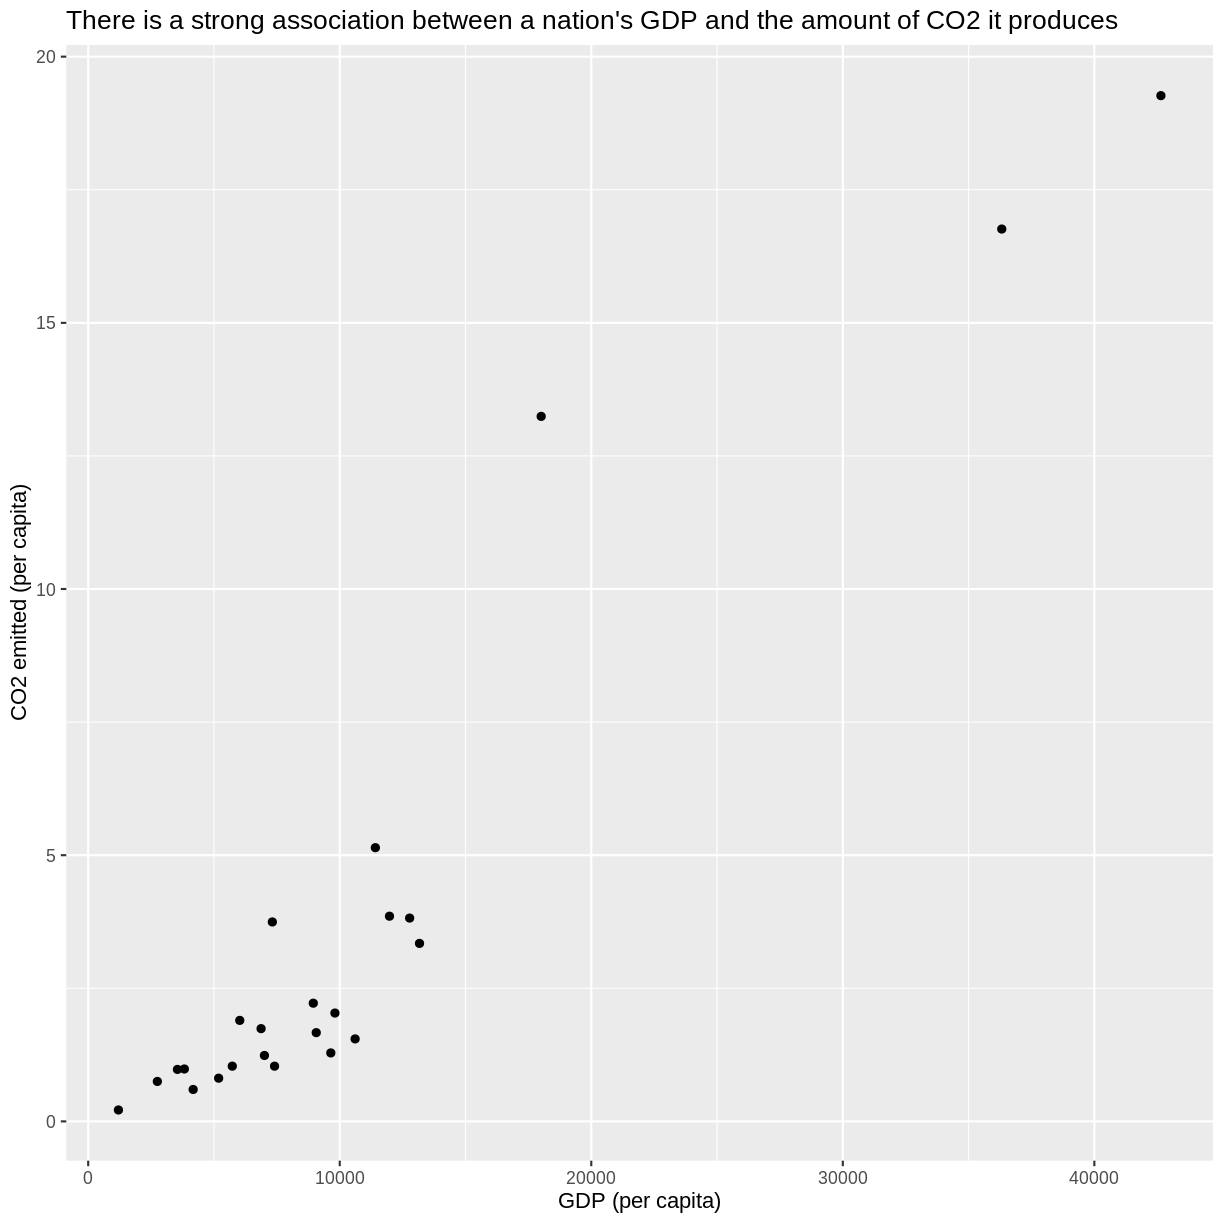 There is a strong association between a nation's GDP and the amount of CO2 it produces
20
15
10
5
0
CO2 emitted (per capita)
0 10000 20000 30000 40000
GDP (per capita)